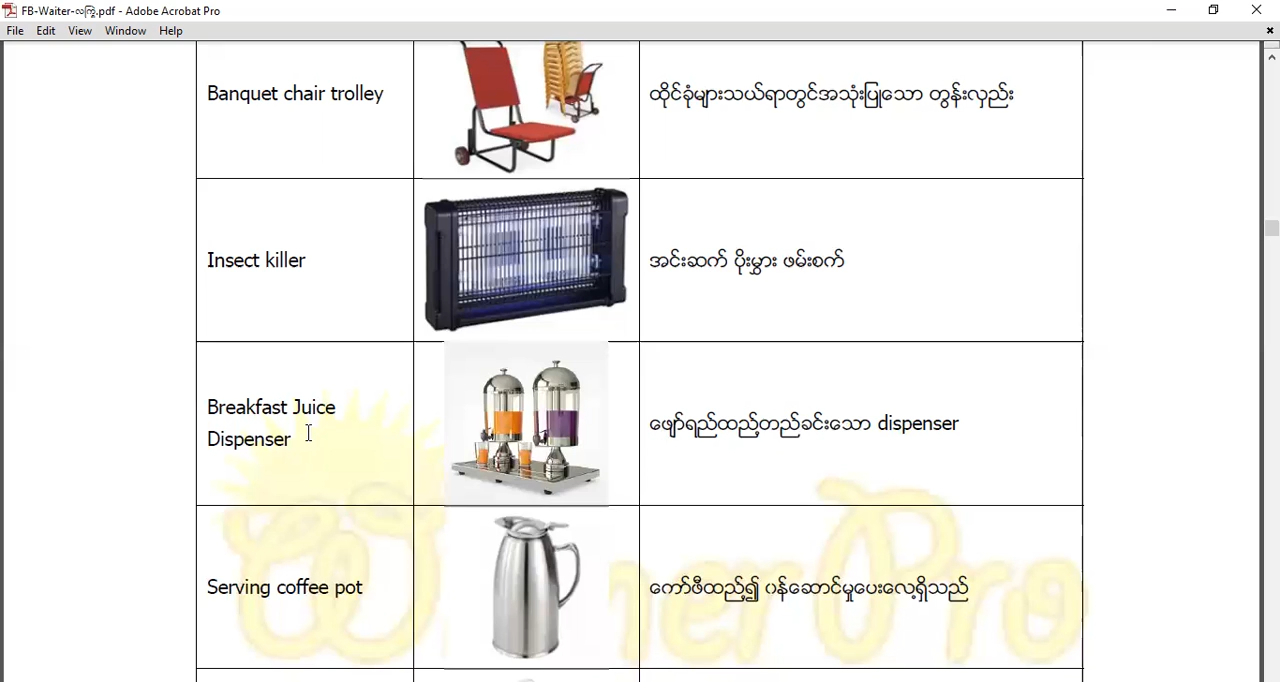 FB-Waiter-လကြွ.pdf - Adobe Acrobat Pro
File Edit View Window Help
Banquet chair trolley
ထိုင်ခုံများသယ်ရာတွင်အသုံးပြုသော တွန်းလှည်း
Insect killer
အင်းဆက် ပိုးမွှား ဖမ်းစက်
Breakfast Juice
Dispenser
ဖျော်ရည်ထည့်တည်ခင်းသော dispenser
Serving coffee pot
ကော်ဖီထည့်၍ ဝန်ဆောင်မှုပေးလေ့ရှိသည်